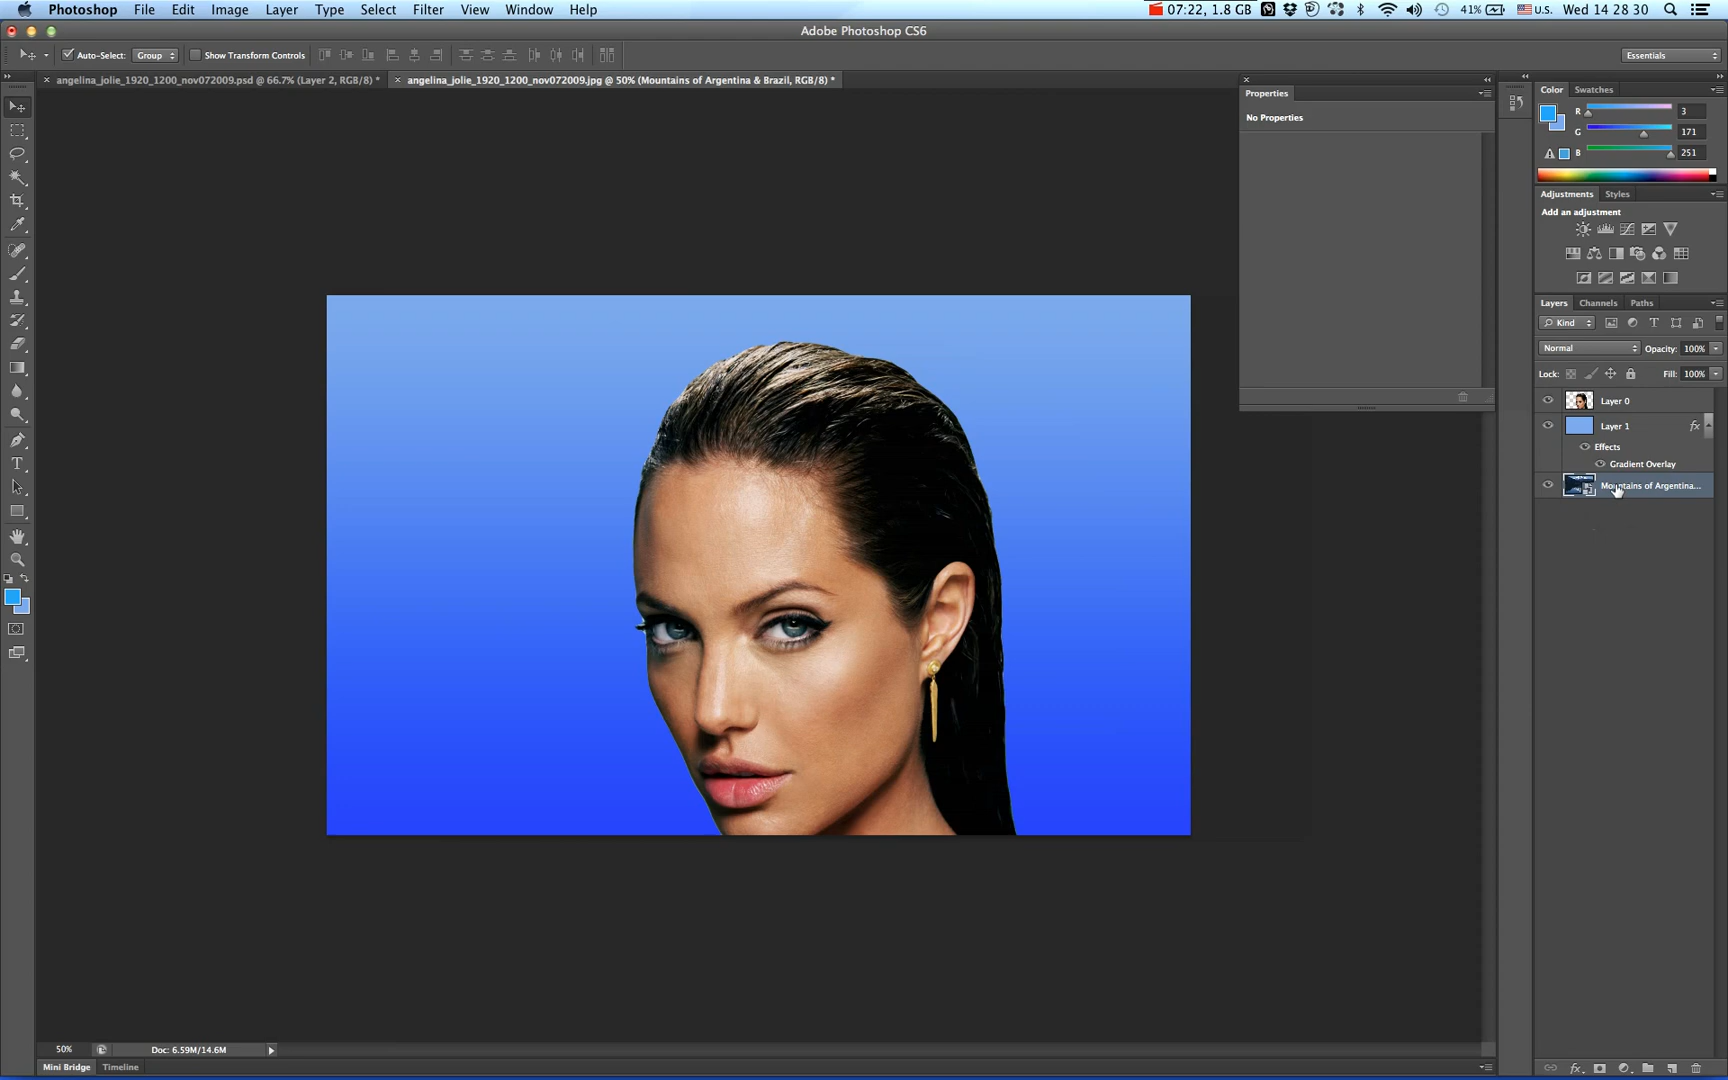 Photoshop File Edit Image Layer Type Select Filter View Window Help 07:22, 1.8 GB 41% U.S. Wed 14 28 30
Adobe Photoshop CS6
Auto-Select: Group Show Transform Controls Essentials
angelina_jolie_1920_1200_nov072009.psd @ 66.7% (Layer 2, RGB/8) * angelina_jolie_1920_1200_nov072009.jpg @ 50% (Mountains of Argentina & Brazil, RGB/8) *
Properties
No Properties
Color Swatches
R 3
G 171
B 251
Adjustments Styles
Add an adjustment
Layers Channels Paths
Kind
Normal Opacity: 100%
Lock: Fill: 100%
Layer 0
Layer 1 fx
Effects
Gradient Overlay
Mountains of Argentina...
50% Doc: 6.59M/14.6M
Mini Bridge Timeline
fx